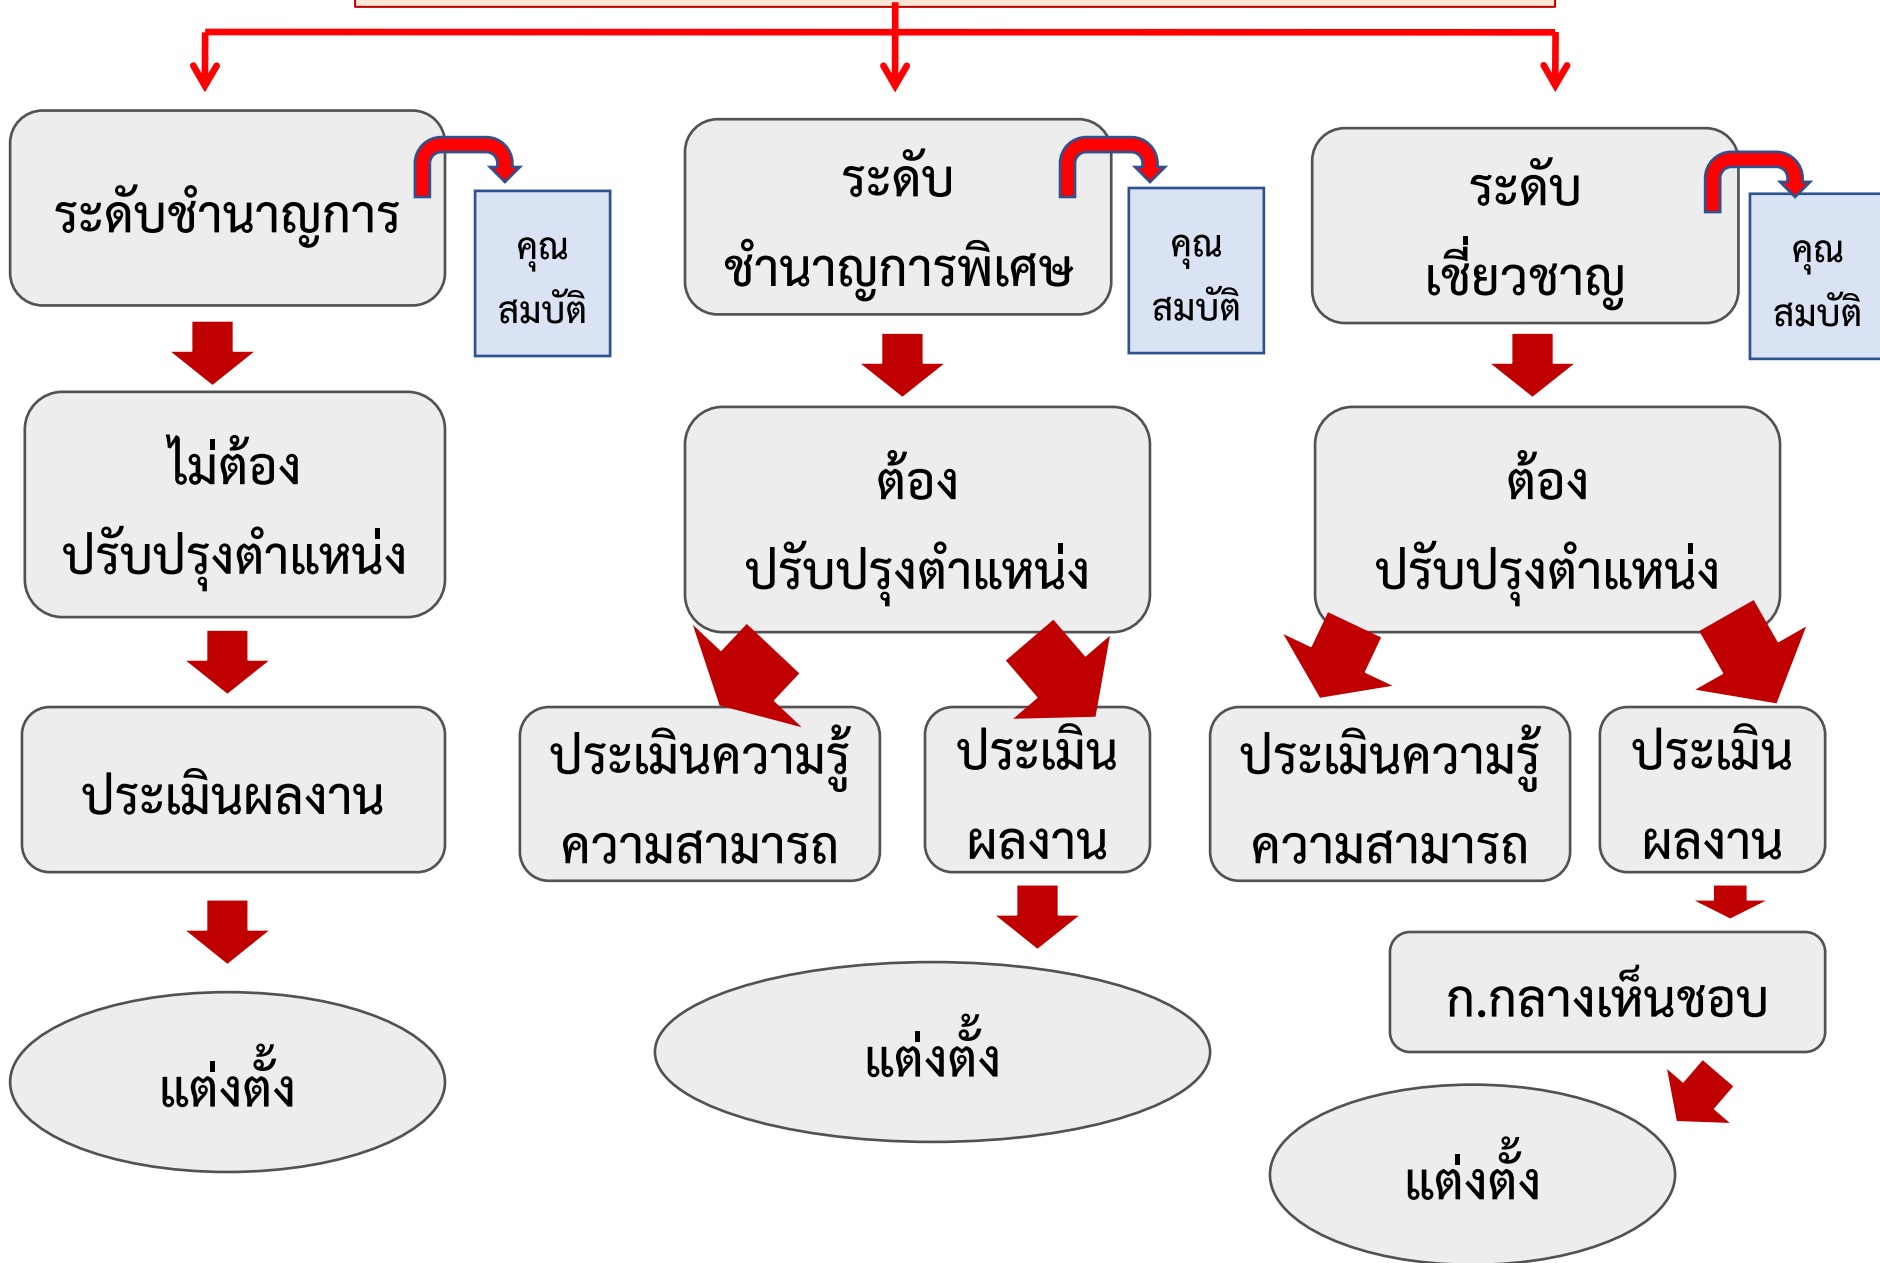 ระดับชำนาญการ
คุณ
สมบัติ
ไม่ต้อง
ปรับปรุงตำแหน่ง
ประเมินผลงาน
แต่งตั้ง
ระดับ
ชำนาญการพิเศษ
คุณ
สมบัติ
ต้อง
ปรับปรุงตำแหน่ง
ประเมินความรู้
ความสามารถ
ประเมิน
ผลงาน
แต่งตั้ง
ระดับ
เชี่ยวชาญ
คุณ
สมบัติ
ต้อง
ปรับปรุงตำแหน่ง
ประเมินความรู้
ความสามารถ
ประเมิน
ผลงาน
ก.กลางเห็นชอบ
แต่งตั้ง